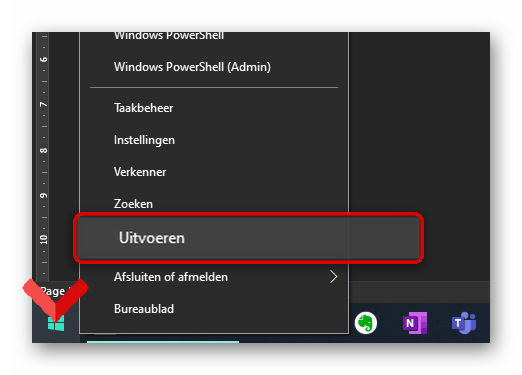 Windows PowerShell
Windows PowerShell (Admin)
Taakbeheer
Instellingen
Verkenner
Zoeken
Uitvoeren
Afsluiten of afmelden
Bureaublad
6
7
8
9
10
Page
N
T